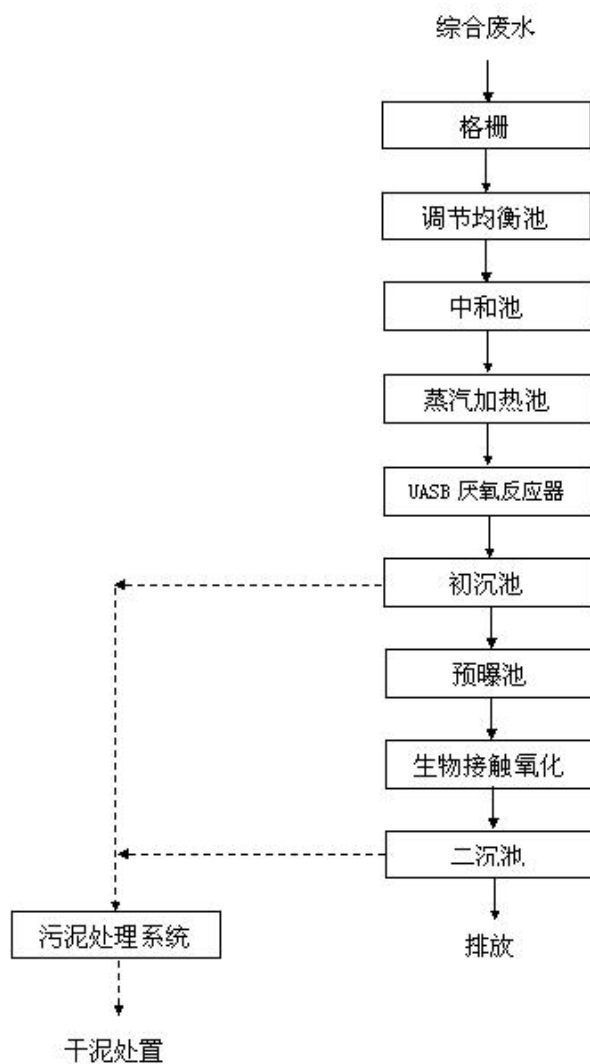 综合废水
格栅
调节均衡池
中和池
蒸汽加热池
UASB 厌氧反应器
初沉池
预曝池
生物接触氧化
二沉池
污泥处理系统
排放
干泥处置